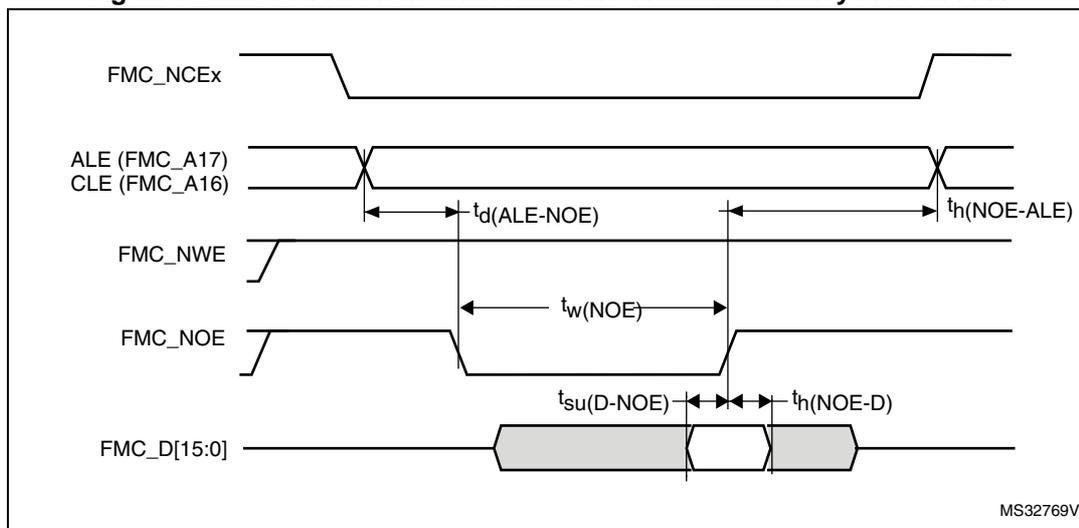 FMC_NCEx
ALE (FMC_A17)
CLE (FMC_A16)
td(ALE-NOE)
th(NOE-ALE)
FMC_NWE
tw(NOE)
FMC_NOE
tsu(D-NOE)
th(NOE-D)
FMC_D[15:0]